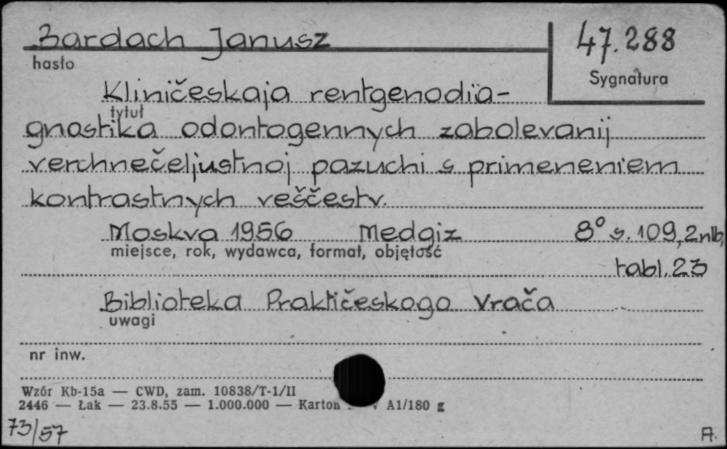 Bardach Janusz
47.288
hasło
Sygnatura
Kliničeskaja rentgenodia-
tytuł
gnostika odontogennych zabolevanij
verchnečeljustnoj pazuchi s primeneniem
kontrastnych veščestv.
Moskva 1956 Medgiz 8° s. 109, 2 nlb,
miejsce, rok, wydawca, format, objętość
tabl. 23
Biblioteka Praktičeskogo Vrača
uwagi
nr inw.
Wzór Kb-15a — CWD, zam. 10838/T-1/II
2446 — Łak — 23.8.55 — 1.000.000 — Karton A1/180 g
73/57
A.